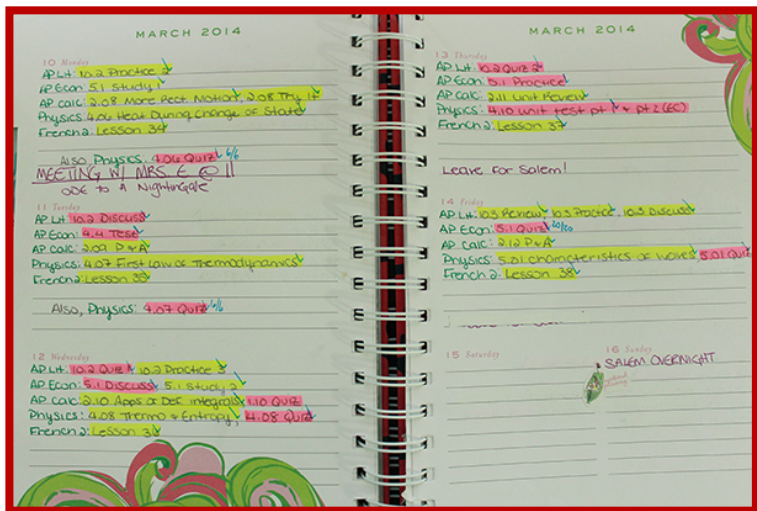 MARCH 2014
10 Monday
AP Lit: 10.2 Practice 2
AP Econ: 5.1 Study 1
AP Calc: 2.08 More Rect. Motion, 2.08 Try It
Physics: 4.06 Heat During Change of State
French 2: Lesson 34
Also, Physics: 4.06 Quiz 6/6
MEETING W/ MRS. E @ 11
ODE TO A NIGHTINGALE
11 Tuesday
AP Lit: 10.2 Discuss
AP Econ: 4.4 Test
AP Calc: 2.09 P & A
Physics: 4.07 First Law of Thermodynamics
French 2: Lesson 35
Also, Physics: 4.07 Quiz 6/6
12 Wednesday
AP Lit: 10.2 Quiz 1, 10.2 Practice 3
AP Econ: 5.1 Discuss, 5.1 Study 2
AP Calc: 2.10 Apps of Def. Integrals, 1.10 Quiz
Physics: 4.08 Thermo & Entropy, 4.08 Quiz
French 2: Lesson 36
MARCH 2014
13 Thursday
AP Lit: 10.2 Quiz 2
AP Econ: 5.1 Practice
AP Calc: 2.11 Unit Review
Physics: 4.10 Unit Test pt 1 & pt 2 (EC)
French 2: Lesson 37
Leave for Salem!
14 Friday
AP Lit: 10.3 Review, 10.3 Practice, 10.3 Discuss
AP Econ: 5.1 Quiz 20/20
AP Calc: 2.12 P & A
Physics: 5.01 Characteristics of Waves, 5.01 Quiz
French 2: Lesson 38
15 Saturday
16 Sunday
SALEM OVERNIGHT